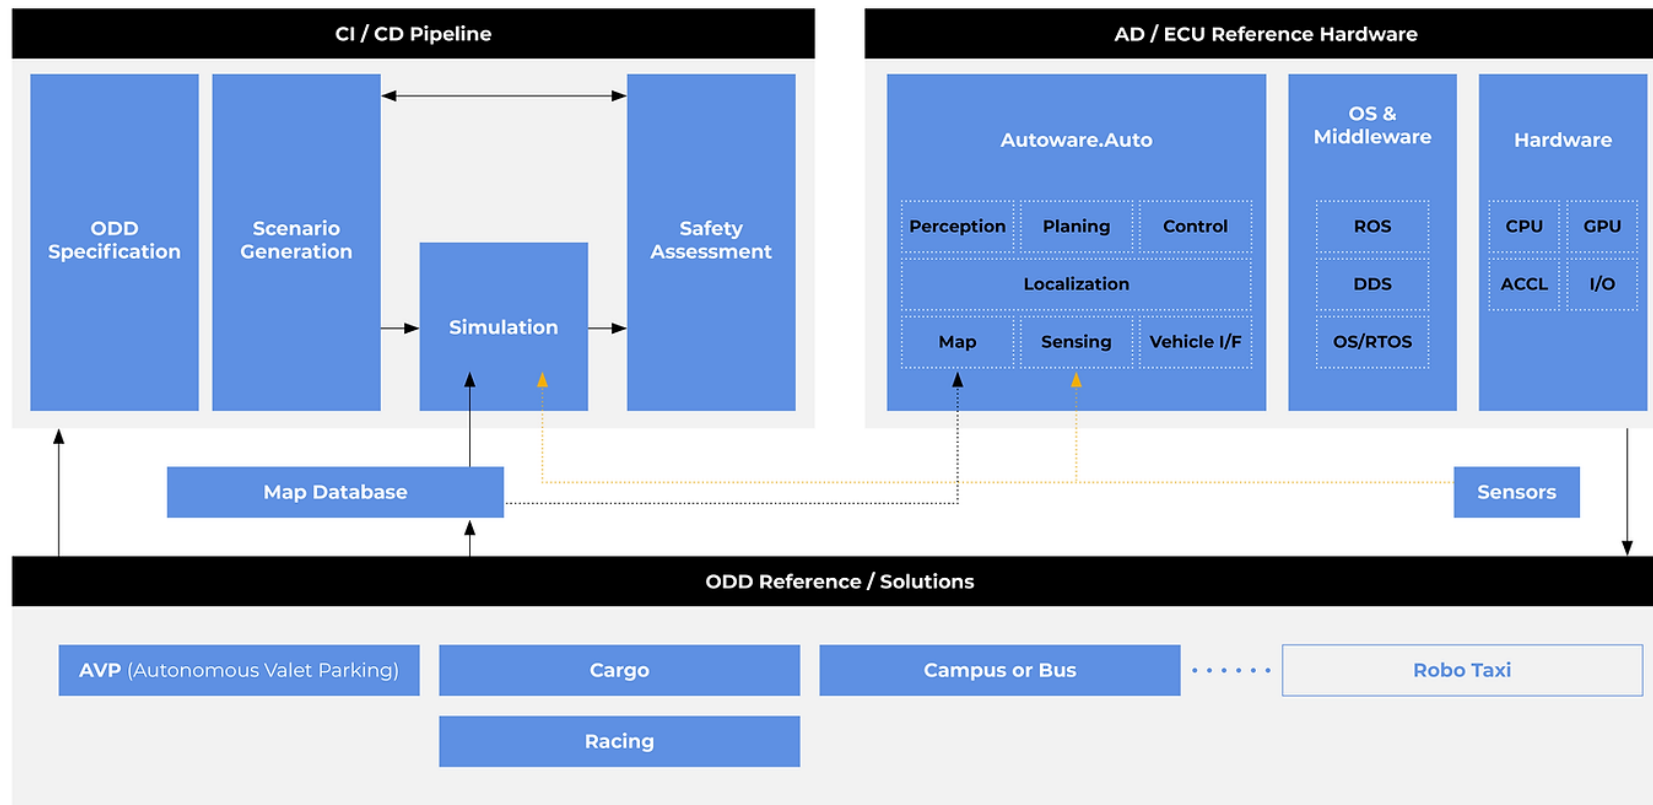 CI / CD Pipeline
ODD
Specification
Scenario
Generation
Simulation
Safety
Assessment
AD / ECU Reference Hardware
Autoware.Auto
Perception
Planing
Control
Localization
Map
Sensing
Vehicle I/F
OS &
Middleware
ROS
DDS
OS/RTOS
Hardware
CPU
GPU
ACCL
I/O
Map Database
Sensors
ODD Reference / Solutions
AVP (Autonomous Valet Parking)
Cargo
Campus or Bus
Robo Taxi
Racing